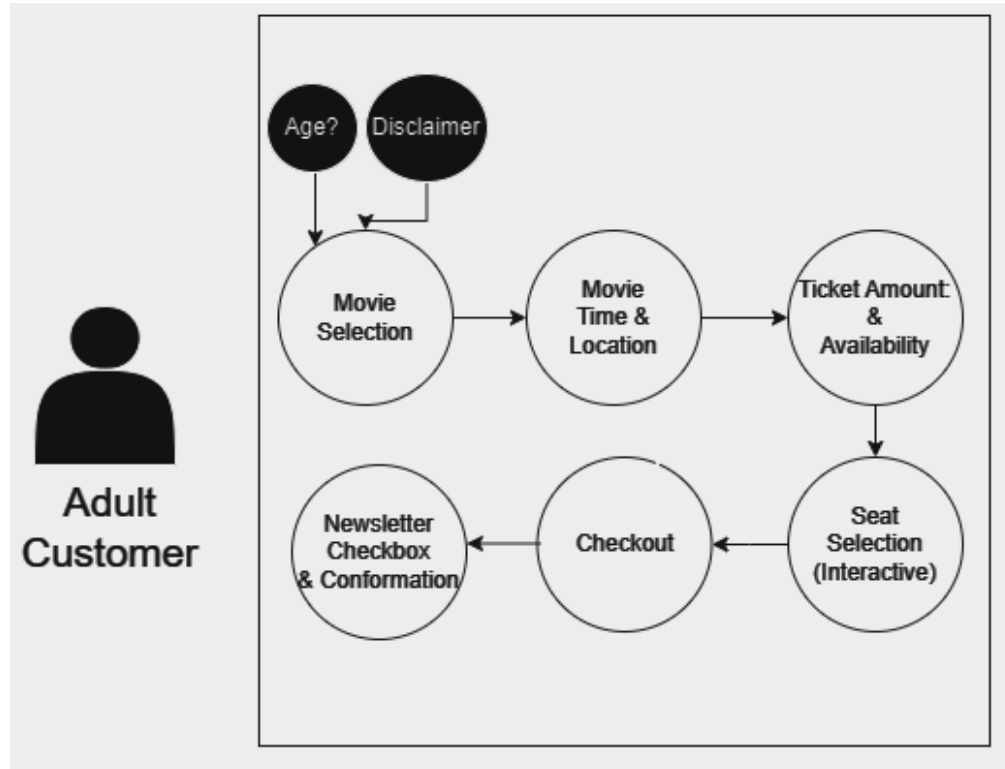 Age?
Disclaimer
Movie
Selection
Movie
Time &
Location
Ticket Amount:
&
Availability
Adult
Customer
Newsletter
Checkbox
& Conformation
Checkout
Seat
Selection
(Interactive)